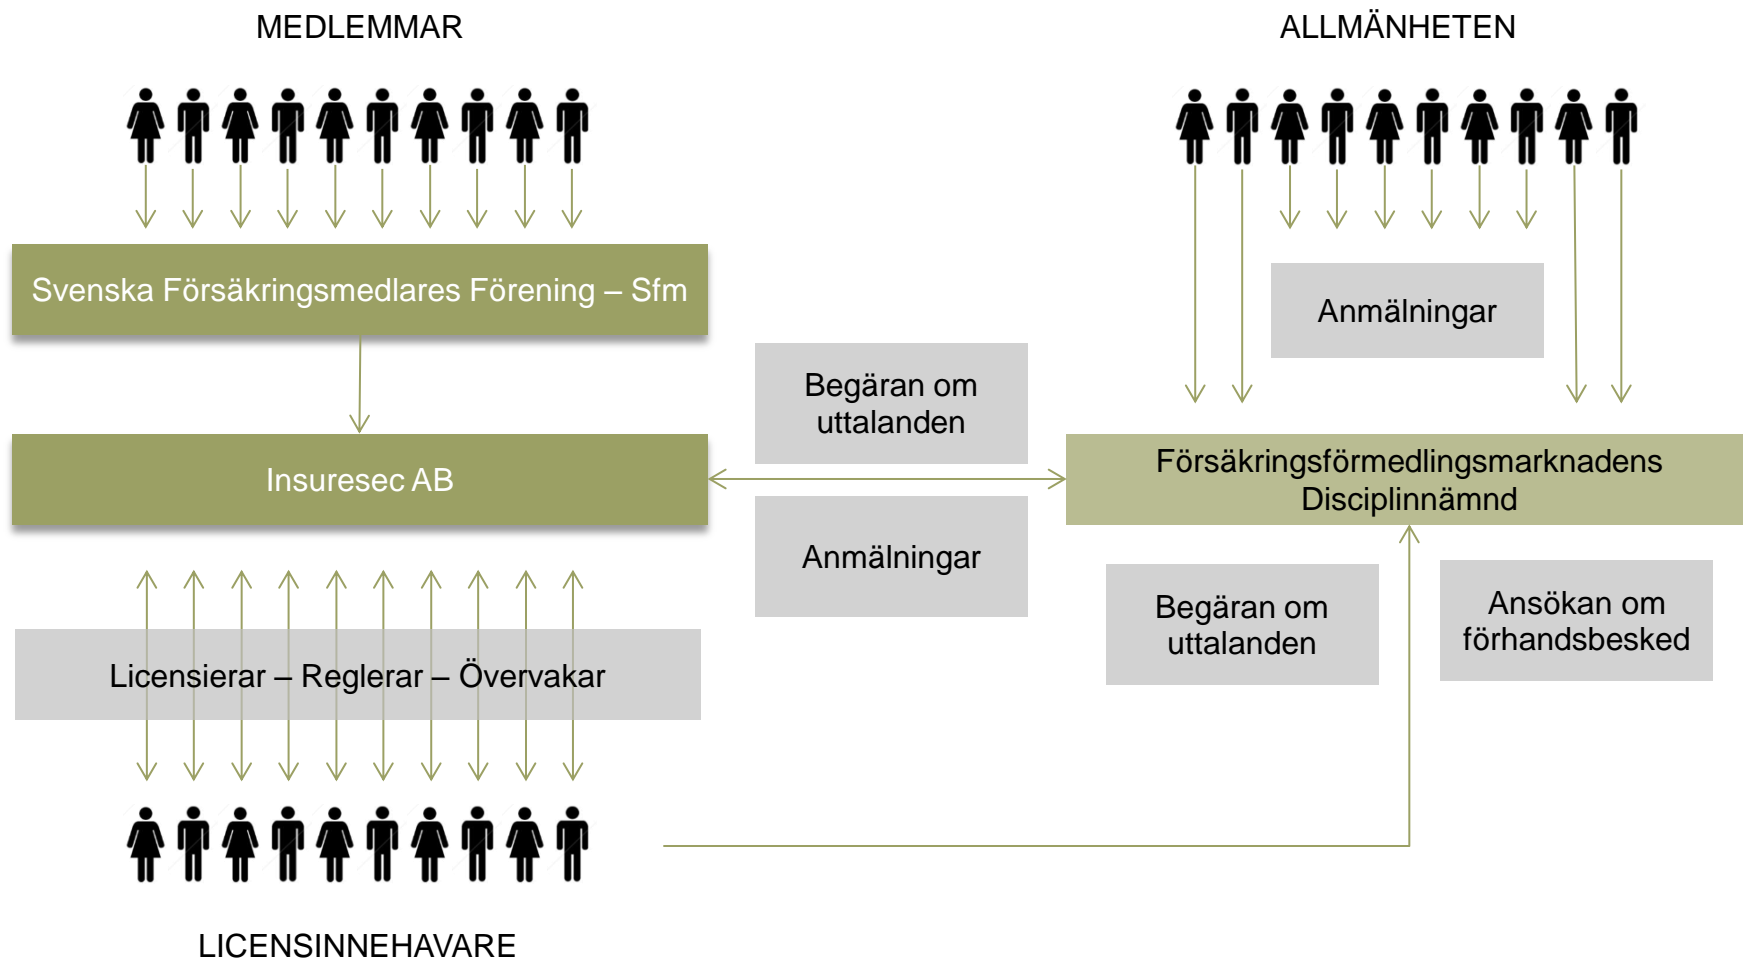 MEDLEMMAR
ALLMÄNHETEN
Svenska Försäkringsmedlares Förening – Sfm
Anmälningar
Begäran om
uttalanden
Insuresec AB
Försäkringsförmedlingsmarknadens
Disciplinnämnd
Anmälningar
Begäran om
uttalanden
Ansökan om
förhandsbesked
Licensierar – Reglerar – Övervakar
LICENSINNEHAVARE